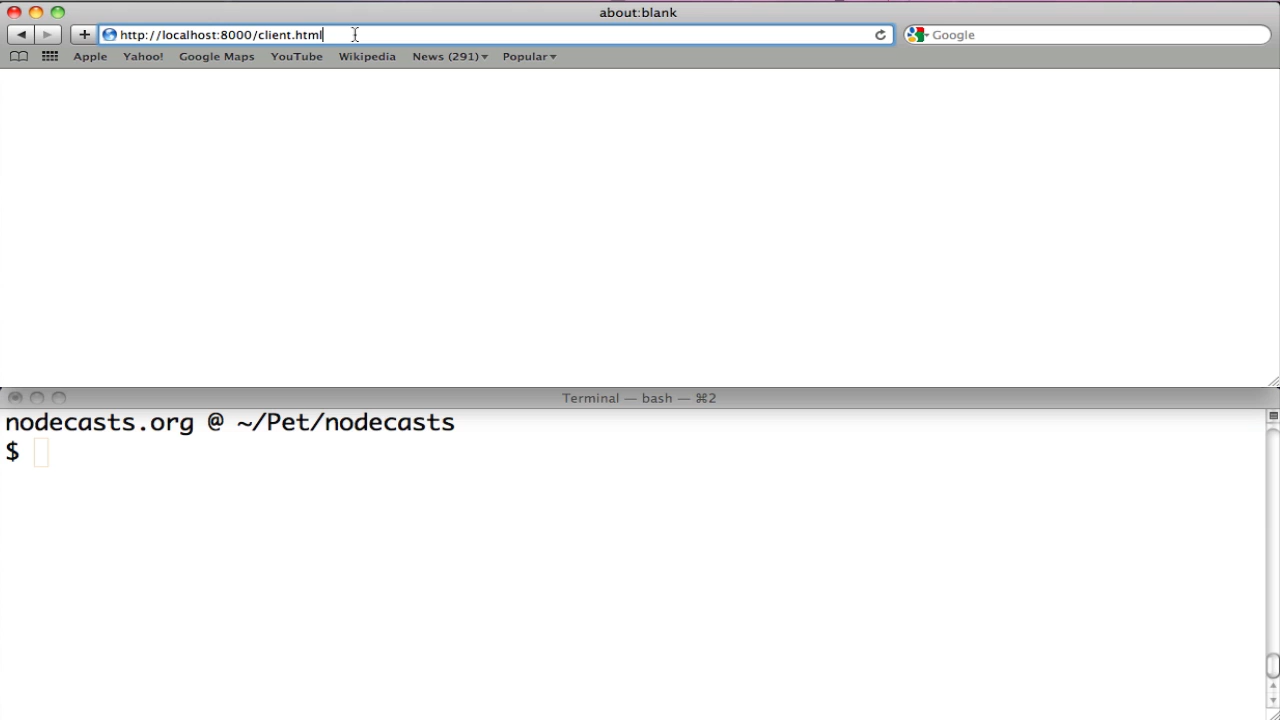 about:blank
http://localhost:8000/client.html
Google
Apple Yahoo! Google Maps YouTube Wikipedia News (291)▾ Popular▾
Terminal — bash — ⌘2
nodecasts.org @ ~/Pet/nodecasts
$